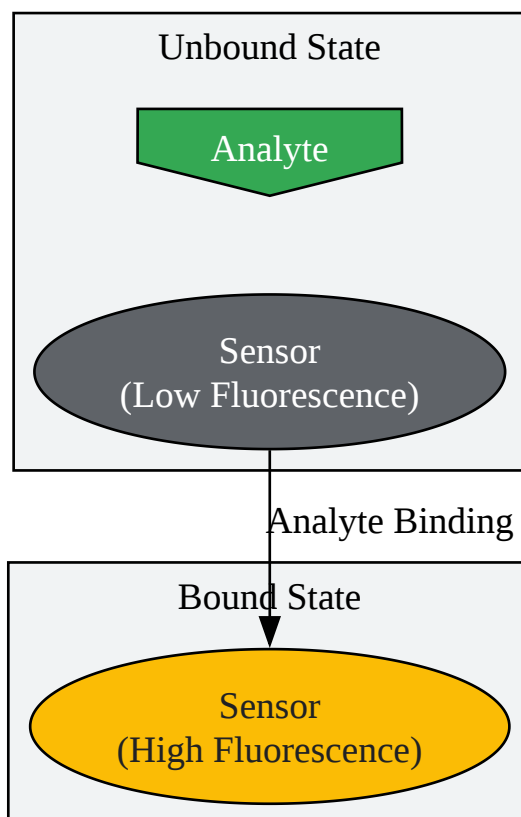 Unbound State
Analyte
Sensor
(Low Fluorescence)
Analyte Binding
Bound State
Sensor
(High Fluorescence)